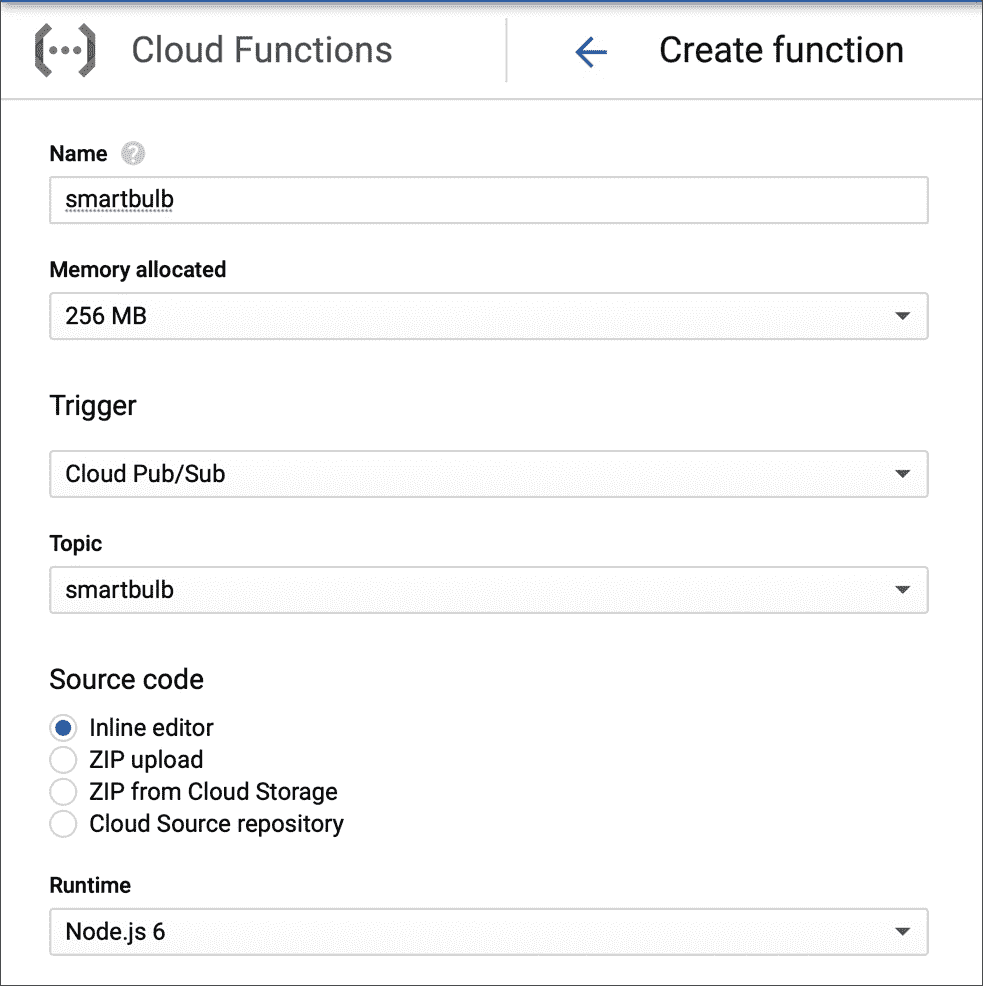 Cloud Functions
Create function
Name
smartbulb
Memory allocated
256 MB
Trigger
Cloud Pub/Sub
Topic
smartbulb
Source code
Inline editor
ZIP upload
ZIP from Cloud Storage
Cloud Source repository
Runtime
Node.js 6